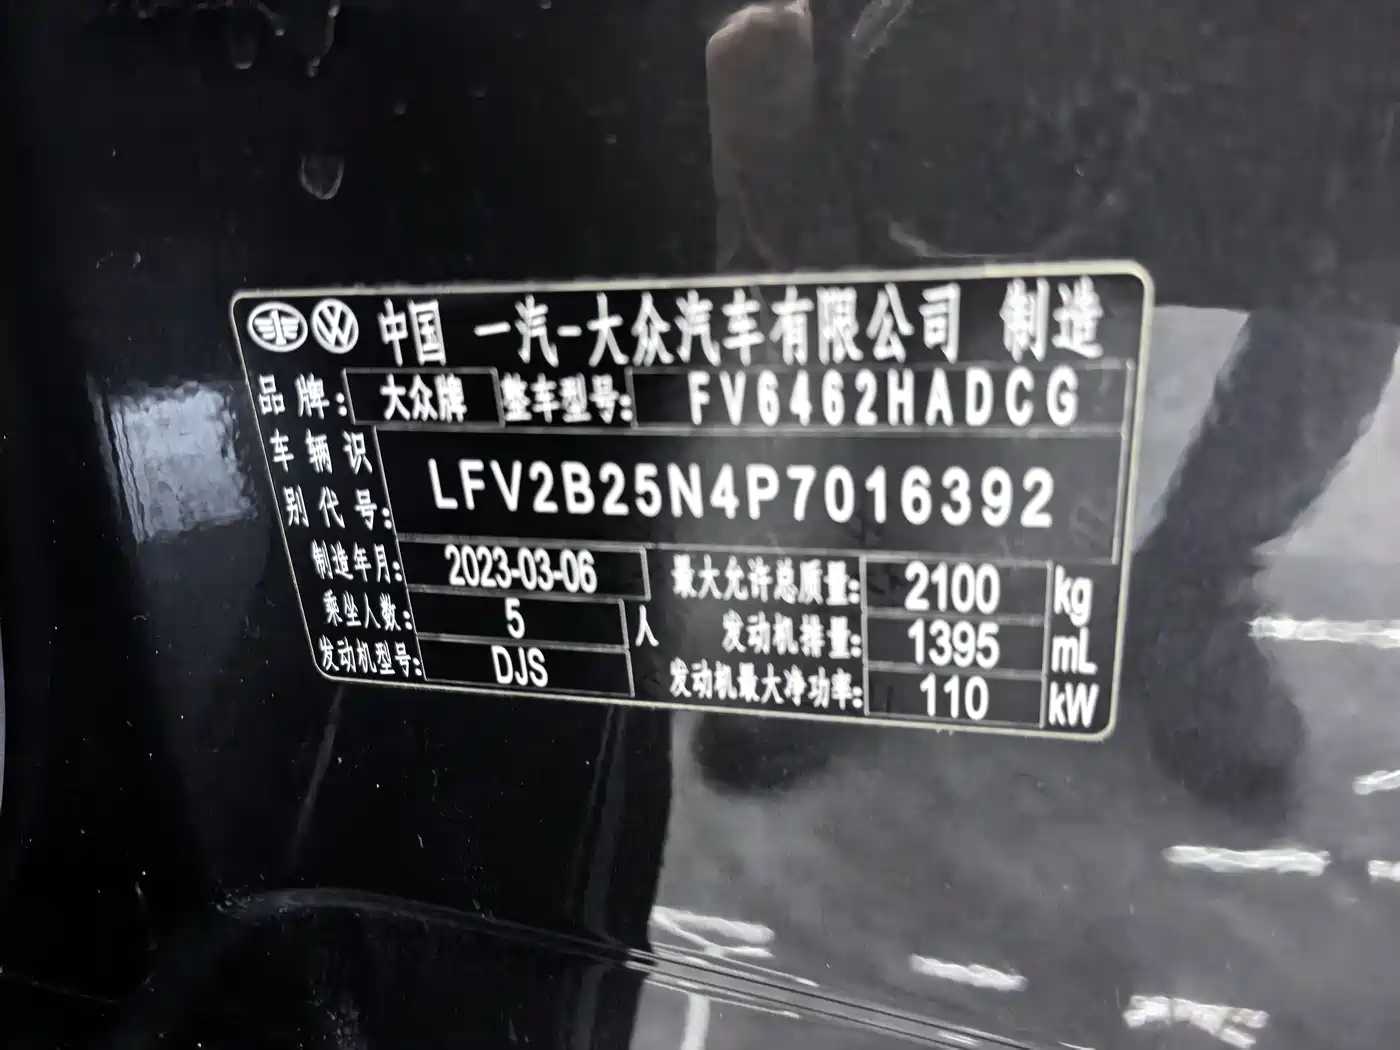 中国 一汽-大众汽车有限公司 制造
品牌: 大众牌 整车型号: FV6462HADCG
车辆识别代号: LFV2B25N4P7016392
制造年月: 2023-03-06 最大允许总质量: 2100 kg
乘坐人数: 5 人 发动机排量: 1395 mL
发动机型号: DJS 发动机最大净功率: 110 kW